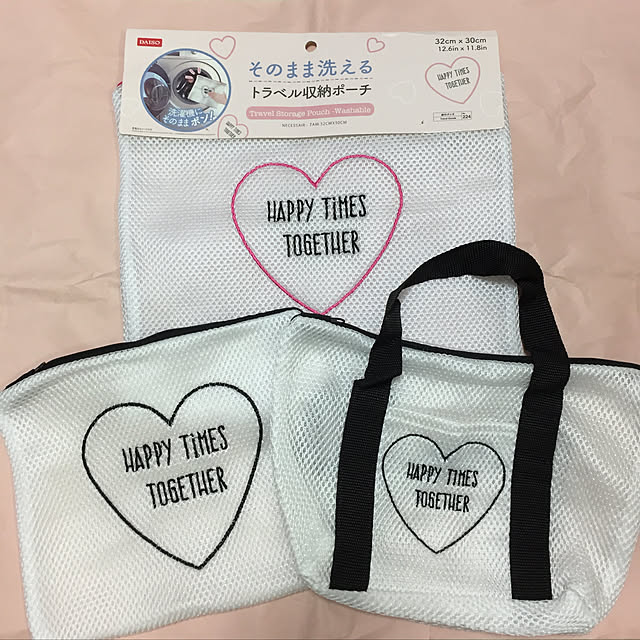 DAISO
32cm x 30cm
12.6in x 11.8in
そのまま洗える
トラベル収納ポーチ
Travel Storage Pouch -Washable
洗濯機に
そのままポン♪
HAPPY TiMES
TOGETHER
HAPPY TiMES
TOGETHER
HAPPY TiMES
TOGETHER
HAPPY TiMES
TOGETHER